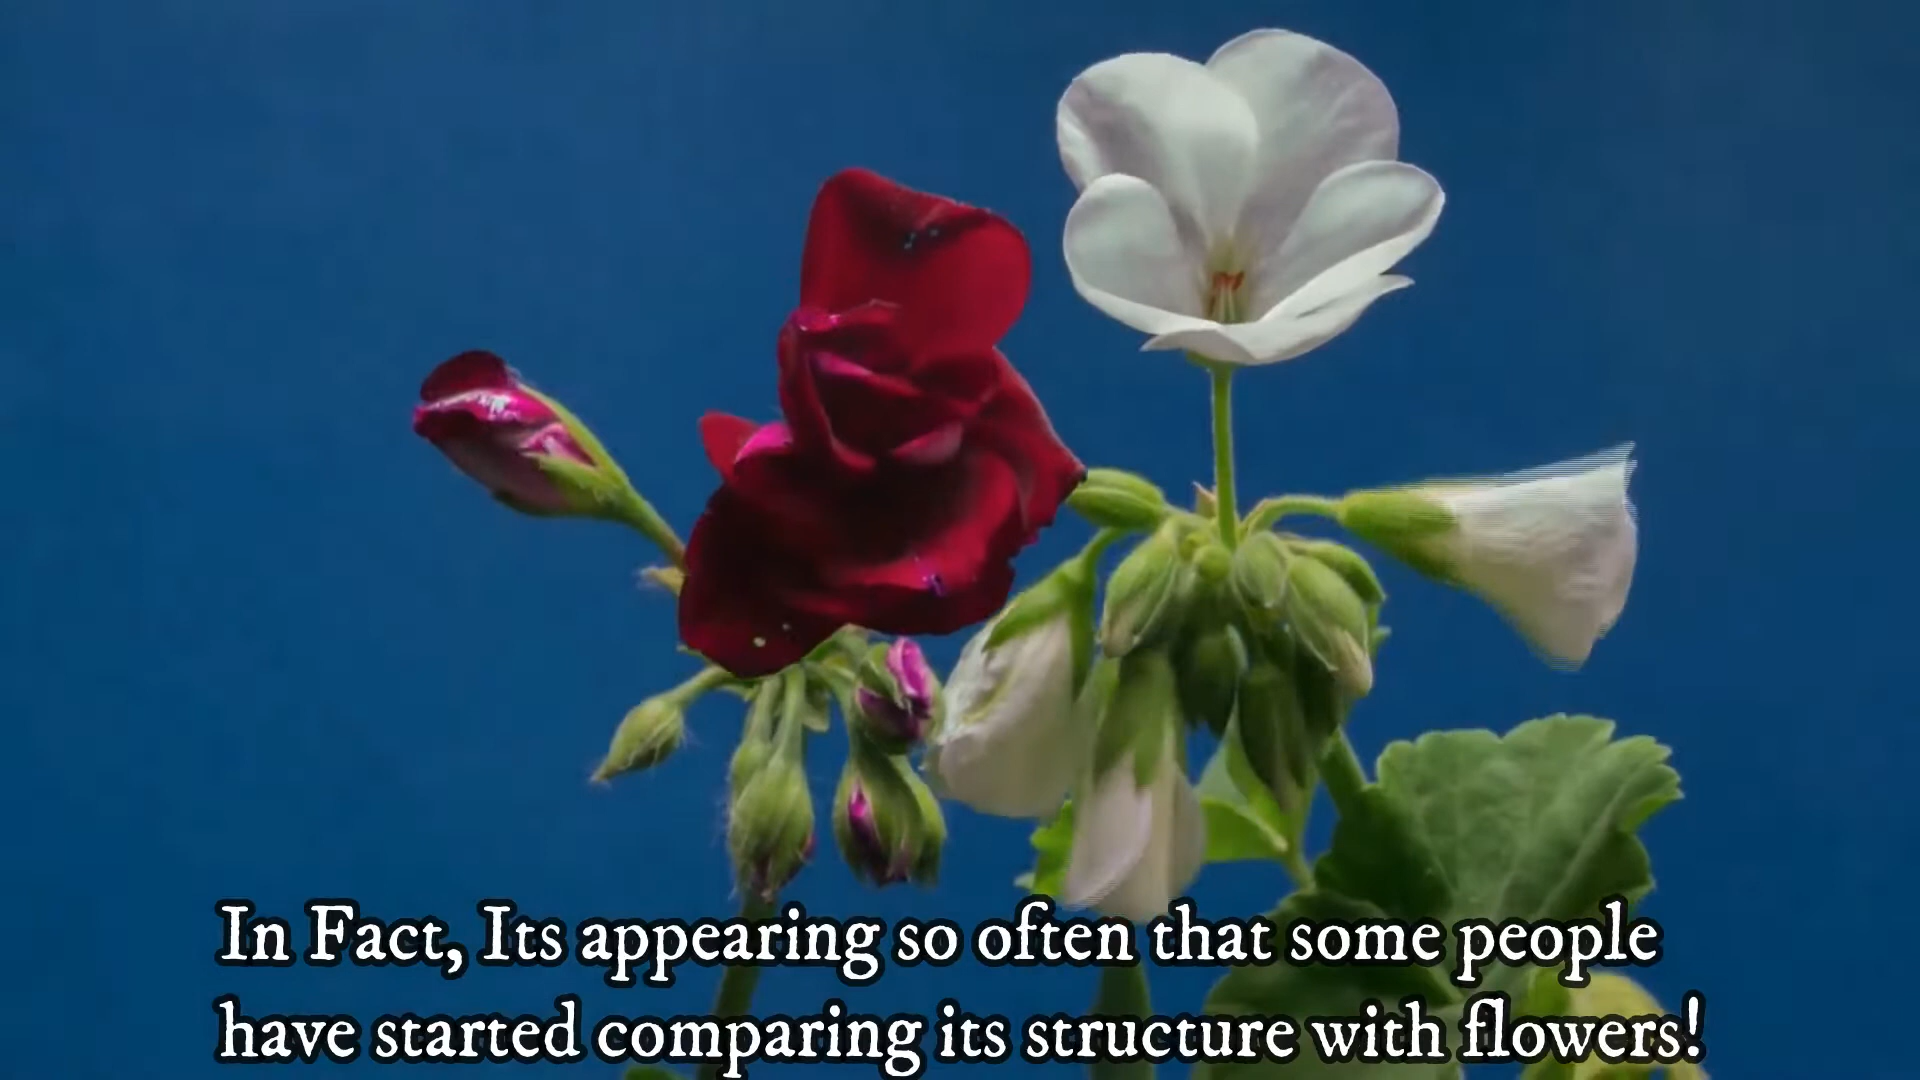 In Fact, Its appearing so often that some people
have started comparing its structure with flowers!